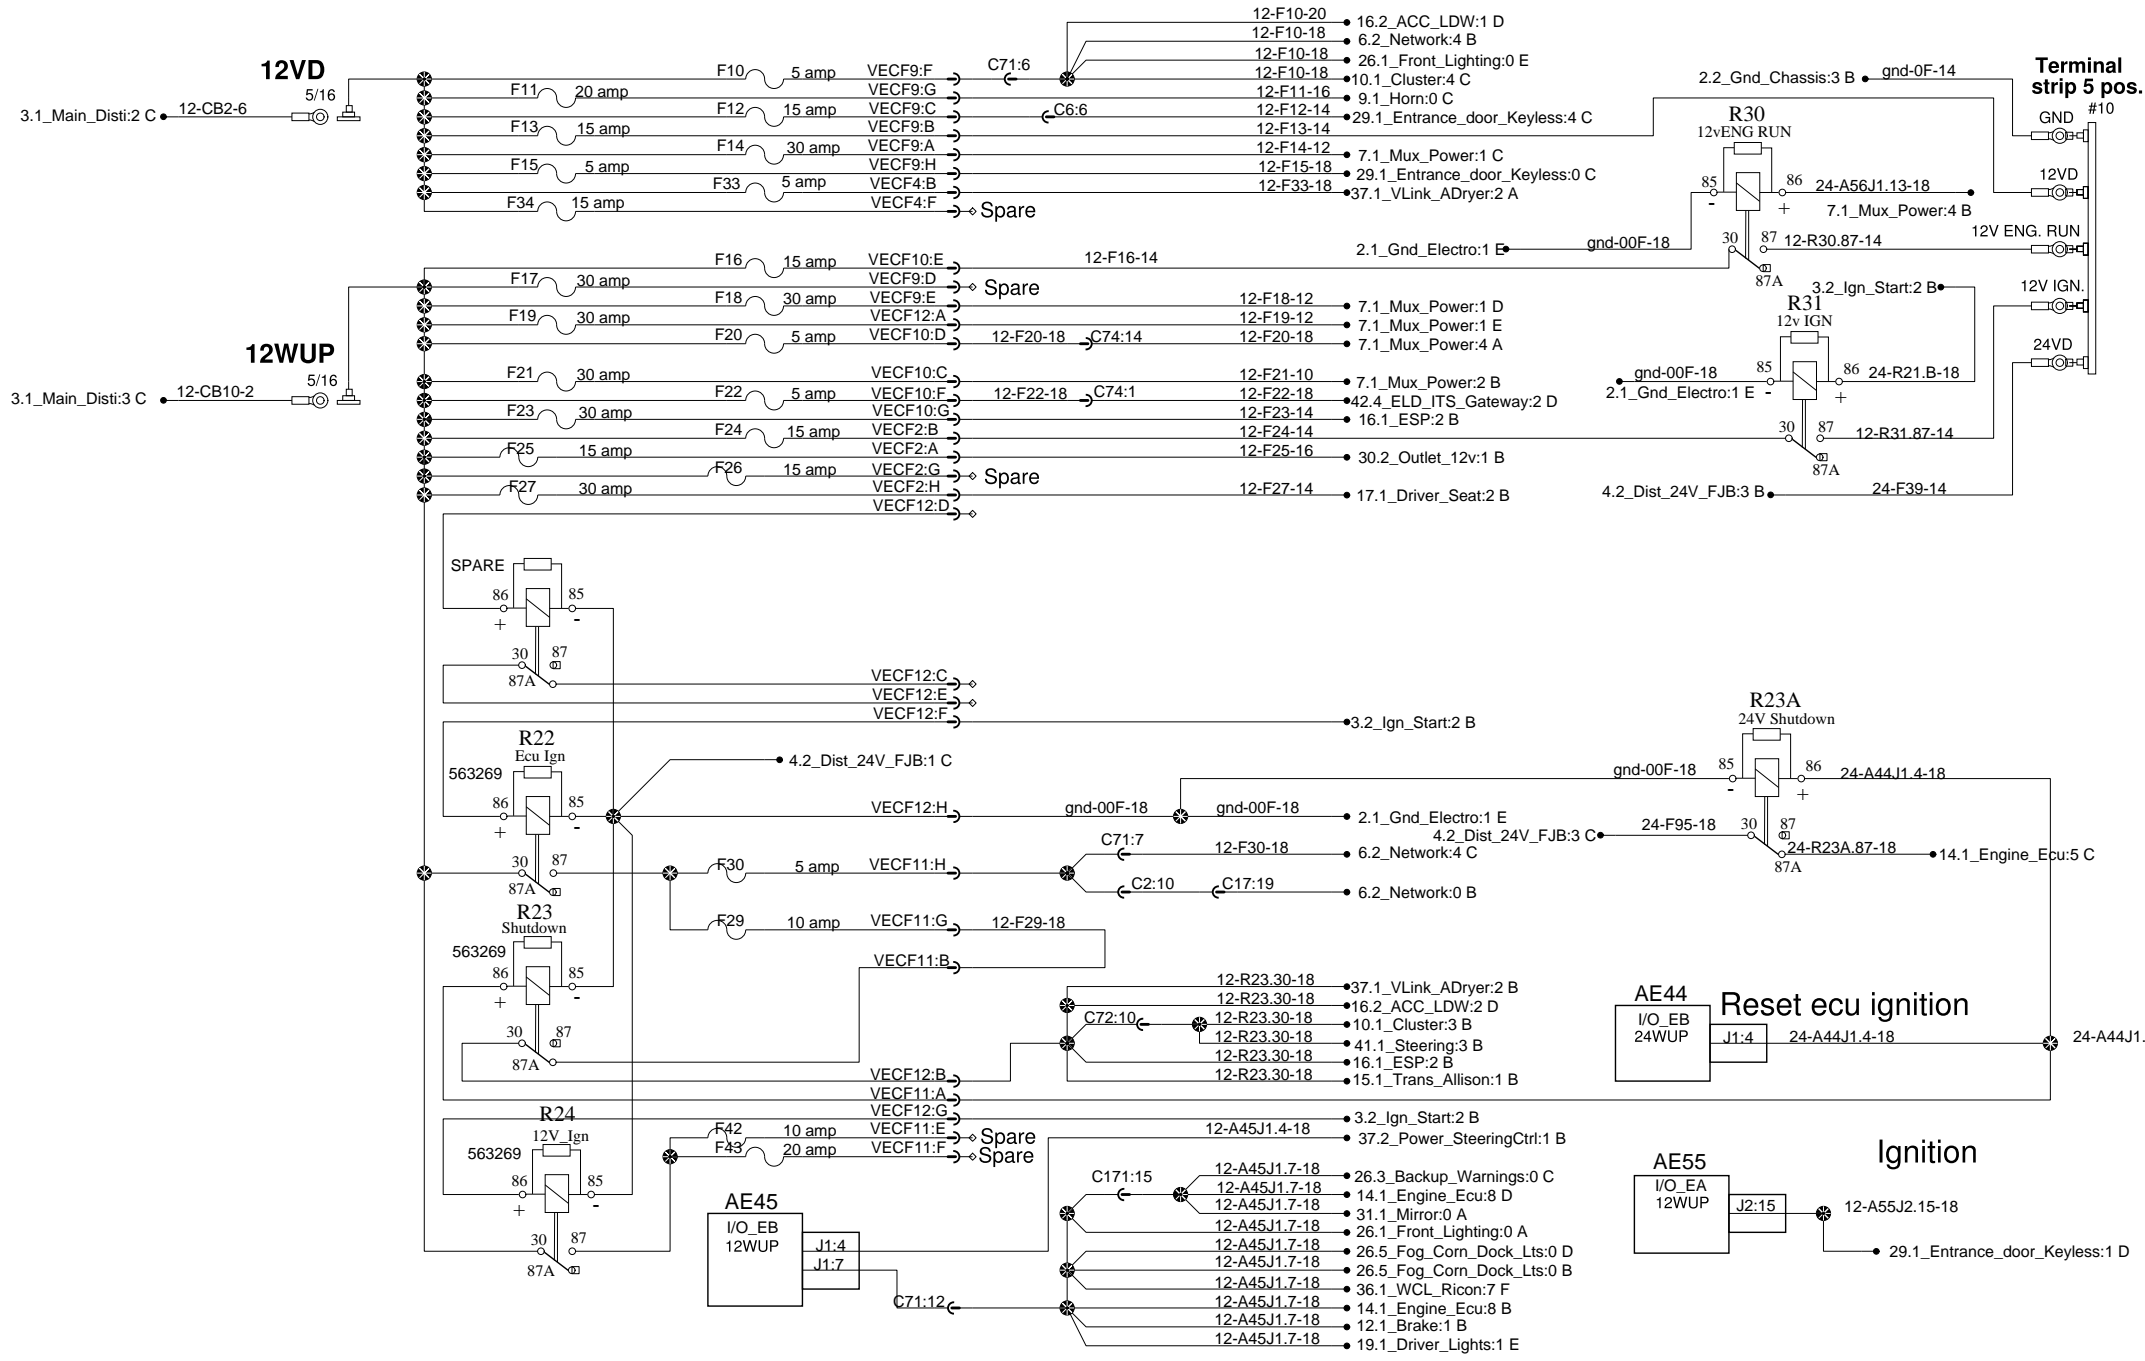 12VD
5/16
3.1_Main_Disti:2 C
12-CB2-6
F10
5 amp
VECF9:F
C71:6
12-F10-20
16.2_ACC_LDW:1 D
12-F10-18
6.2_Network:4 B
12-F10-18
26.1_Front_Lighting:0 E
12-F10-18
10.1_Cluster:4 C
F11
20 amp
VECF9:G
12-F11-16
9.1_Horn:0 C
F12
15 amp
VECF9:C
C6:6
12-F12-14
29.1_Entrance_door_Keyless:4 C
F13
15 amp
VECF9:B
12-F13-14
F14
30 amp
VECF9:A
12-F14-12
7.1_Mux_Power:1 C
F15
5 amp
VECF9:H
12-F15-18
29.1_Entrance_door_Keyless:0 C
F33
5 amp
VECF4:B
12-F33-18
37.1_VLink_ADryer:2 A
F34
15 amp
VECF4:F
Spare
2.2_Gnd_Chassis:3 B
gnd-0F-14
Terminal
strip 5 pos.
#10
GND
12VD
12V ENG. RUN
12V IGN.
24VD
R30
12vENG RUN
85
86
-
+
24-A56J1.13-18
7.1_Mux_Power:4 B
2.1_Gnd_Electro:1 E
gnd-00F-18
30
87
12-R30.87-14
87A
12WUP
5/16
3.1_Main_Disti:3 C
12-CB10-2
F16
15 amp
VECF10:E
12-F16-14
F17
30 amp
VECF9:D
Spare
F18
30 amp
VECF9:E
12-F18-12
7.1_Mux_Power:1 D
F19
30 amp
VECF12:A
12-F19-12
7.1_Mux_Power:1 E
F20
5 amp
VECF10:D
12-F20-18
C74:14
12-F20-18
7.1_Mux_Power:4 A
F21
30 amp
VECF10:C
12-F21-10
7.1_Mux_Power:2 B
F22
5 amp
VECF10:F
12-F22-18
C74:1
12-F22-18
42.4_ELD_ITS_Gateway:2 D
F23
30 amp
VECF10:G
12-F23-14
16.1_ESP:2 B
F24
15 amp
VECF2:B
12-F24-14
F25
15 amp
VECF2:A
12-F25-16
30.2_Outlet_12v:1 B
F26
15 amp
VECF2:G
Spare
F27
30 amp
VECF2:H
12-F27-14
17.1_Driver_Seat:2 B
VECF12:D
3.2_Ign_Start:2 B
R31
12v IGN
gnd-00F-18
85
86
24-R21.B-18
2.1_Gnd_Electro:1 E
-
+
30
87
12-R31.87-14
87A
4.2_Dist_24V_FJB:3 B
24-F39-14
SPARE
86
85
+
-
30
87
87A
VECF12:C
VECF12:E
VECF12:F
3.2_Ign_Start:2 B
R22
Ecu Ign
563269
86
85
+
-
30
87
87A
4.2_Dist_24V_FJB:1 C
VECF12:H
gnd-00F-18
gnd-00F-18
2.1_Gnd_Electro:1 E
R23A
24V Shutdown
gnd-00F-18
85
86
24-A44J1.4-18
-
+
4.2_Dist_24V_FJB:3 C
24-F95-18
30
87
24-R23A.87-18
87A
14.1_Engine_Ecu:5 C
F30
5 amp
VECF11:H
C71:7
12-F30-18
6.2_Network:4 C
C2:10
C17:19
6.2_Network:0 B
F29
10 amp
VECF11:G
12-F29-18
VECF11:B
R23
Shutdown
563269
86
85
+
-
30
87
87A
12-R23.30-18
37.1_VLink_ADryer:2 B
12-R23.30-18
16.2_ACC_LDW:2 D
C72:10
12-R23.30-18
10.1_Cluster:3 B
12-R23.30-18
41.1_Steering:3 B
12-R23.30-18
16.1_ESP:2 B
12-R23.30-18
15.1_Trans_Allison:1 B
VECF12:B
VECF11:A
AE44
Reset ecu ignition
I/O_EB
24WUP
J1:4
24-A44J1.4-18
24-A44J1.
VECF12:G
3.2_Ign_Start:2 B
R24
12V_Ign
563269
86
85
+
-
30
87
87A
F42
10 amp
VECF11:E
Spare
F43
20 amp
VECF11:F
Spare
12-A45J1.4-18
37.2_Power_SteeringCtrl:1 B
AE45
I/O_EB
12WUP
J1:4
J1:7
C71:12
C171:15
12-A45J1.7-18
26.3_Backup_Warnings:0 C
12-A45J1.7-18
14.1_Engine_Ecu:8 D
12-A45J1.7-18
31.1_Mirror:0 A
12-A45J1.7-18
26.1_Front_Lighting:0 A
12-A45J1.7-18
26.5_Fog_Corn_Dock_Lts:0 D
12-A45J1.7-18
26.5_Fog_Corn_Dock_Lts:0 B
12-A45J1.7-18
36.1_WCL_Ricon:7 F
12-A45J1.7-18
14.1_Engine_Ecu:8 B
12-A45J1.7-18
12.1_Brake:1 B
12-A45J1.7-18
19.1_Driver_Lights:1 E
Ignition
AE55
I/O_EA
12WUP
J2:15
12-A55J2.15-18
29.1_Entrance_door_Keyless:1 D